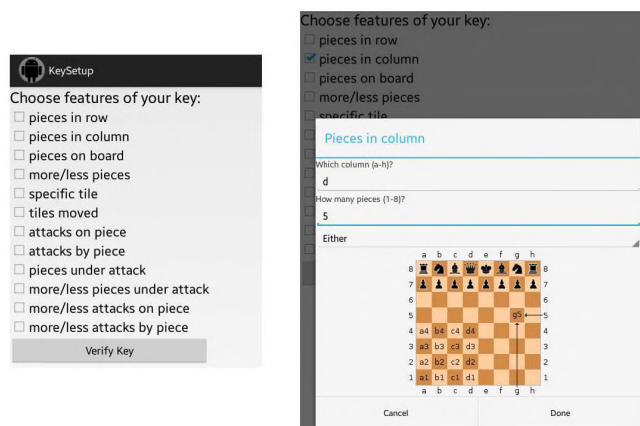 KeySetup
Choose features of your key:
pieces in row
pieces in column
pieces on board
more/less pieces
specific tile
tiles moved
attacks on piece
attacks by piece
pieces under attack
more/less pieces under attack
more/less attacks on piece
more/less attacks by piece
Verify Key
Choose features of your key:
pieces in row
pieces in column
pieces on board
more/less pieces
specific tile
Pieces in column
Which column (a-h)?
d
How many pieces (1-8)?
5
Either
a b c d e f g h
8 8
7 7
6 6
5 g5 5
4 a4 b4 c4 d4 4
3 a3 b3 c3 d3 3
2 a2 b2 c2 d2 2
1 a1 b1 c1 d1 1
a b c d e f g h
Cancel Done